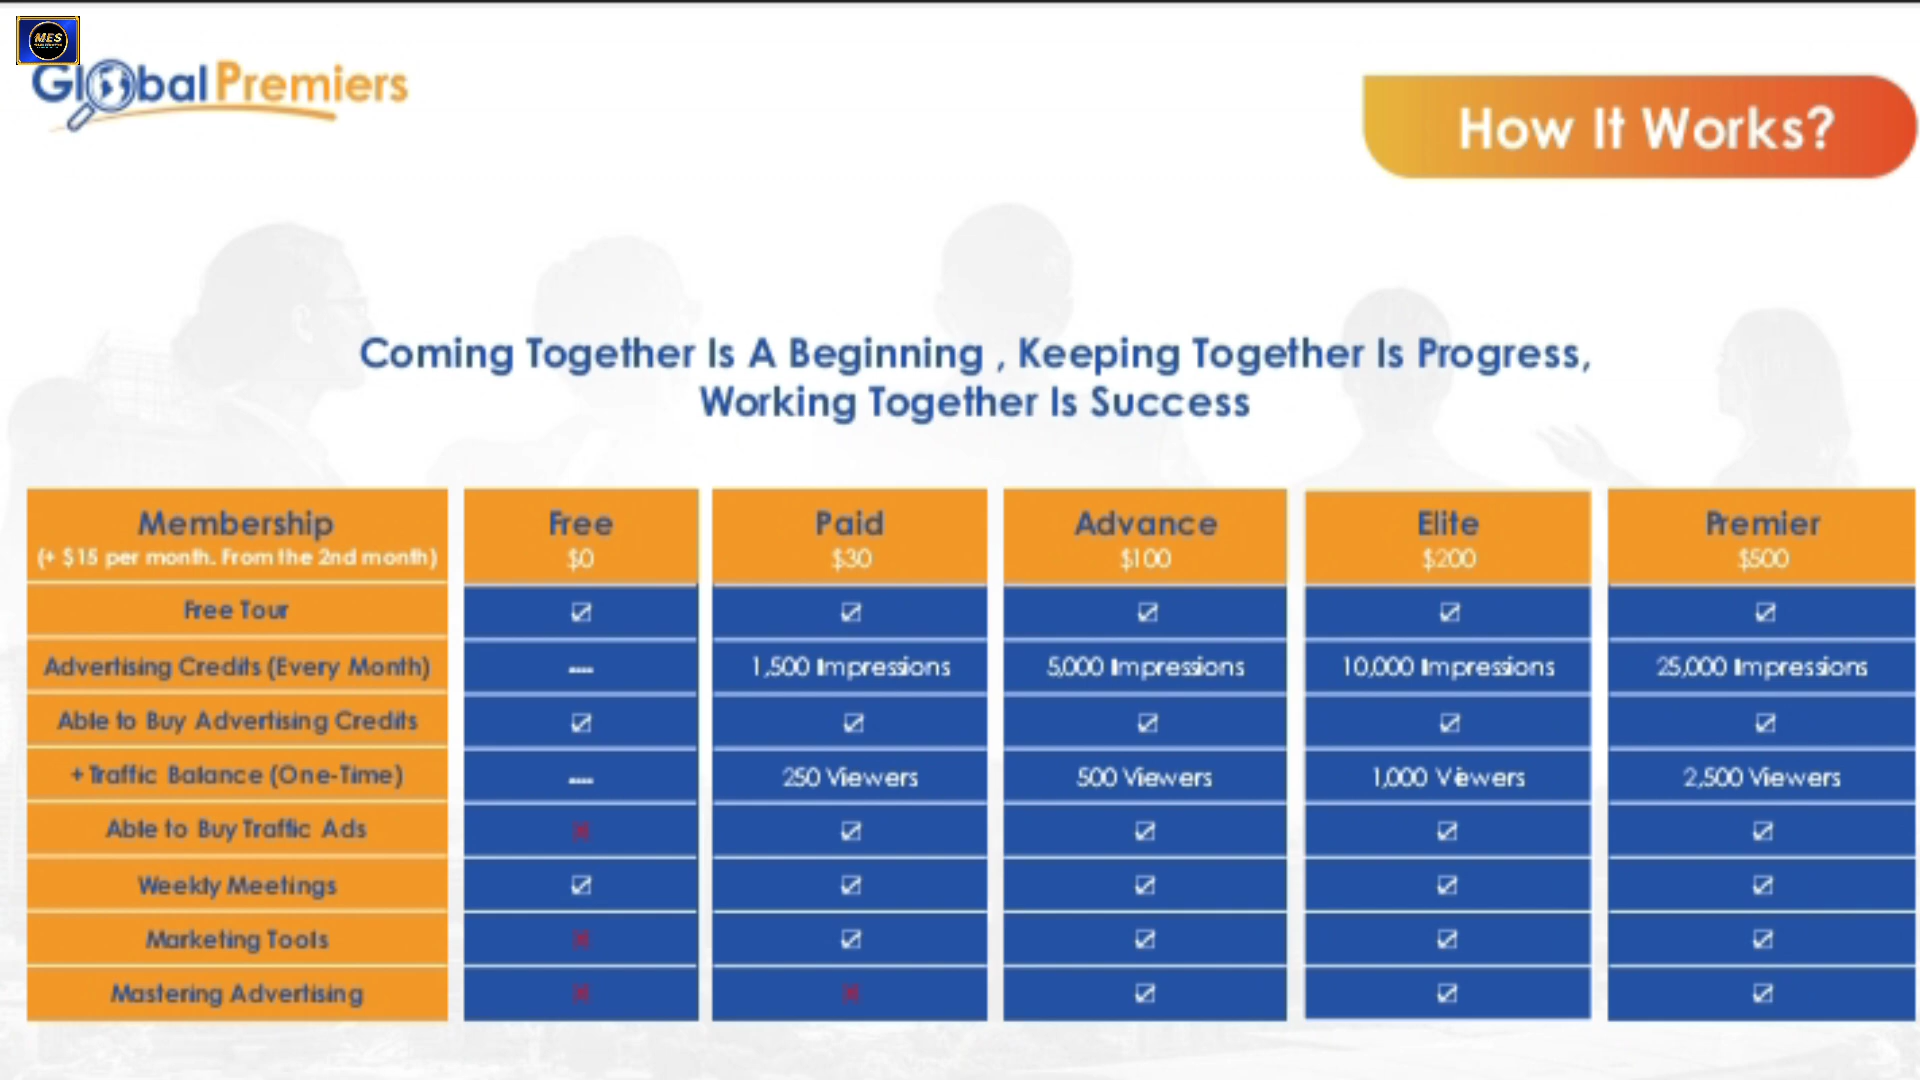 MES
Global Premiers
How It Works?
Coming Together Is A Beginning , Keeping Together Is Progress,
Working Together Is Success
Membership Free Paid Advance Elite Premier
(+ $15 per month. From the 2nd month) $0 $30 $100 $200 $500
Free Tour ☑ ☑ ☑ ☑ ☑
Advertising Credits (Every Month) ---- 1,500 Impressions 5,000 Impressions 10,000 Impressions 25,000 Impressions
Able to Buy Advertising Credits ☑ ☑ ☑ ☑ ☑
+Traffic Balance (One-Time) ---- 250 Viewers 500 Viewers 1,000 Viewers 2,500 Viewers
Able to Buy Traffic Ads ☒ ☑ ☑ ☑ ☑
Weekly Meetings ☑ ☑ ☑ ☑ ☑
Marketing Tools ☒ ☑ ☑ ☑ ☑
Mastering Advertising ☒ ☒ ☑ ☑ ☑